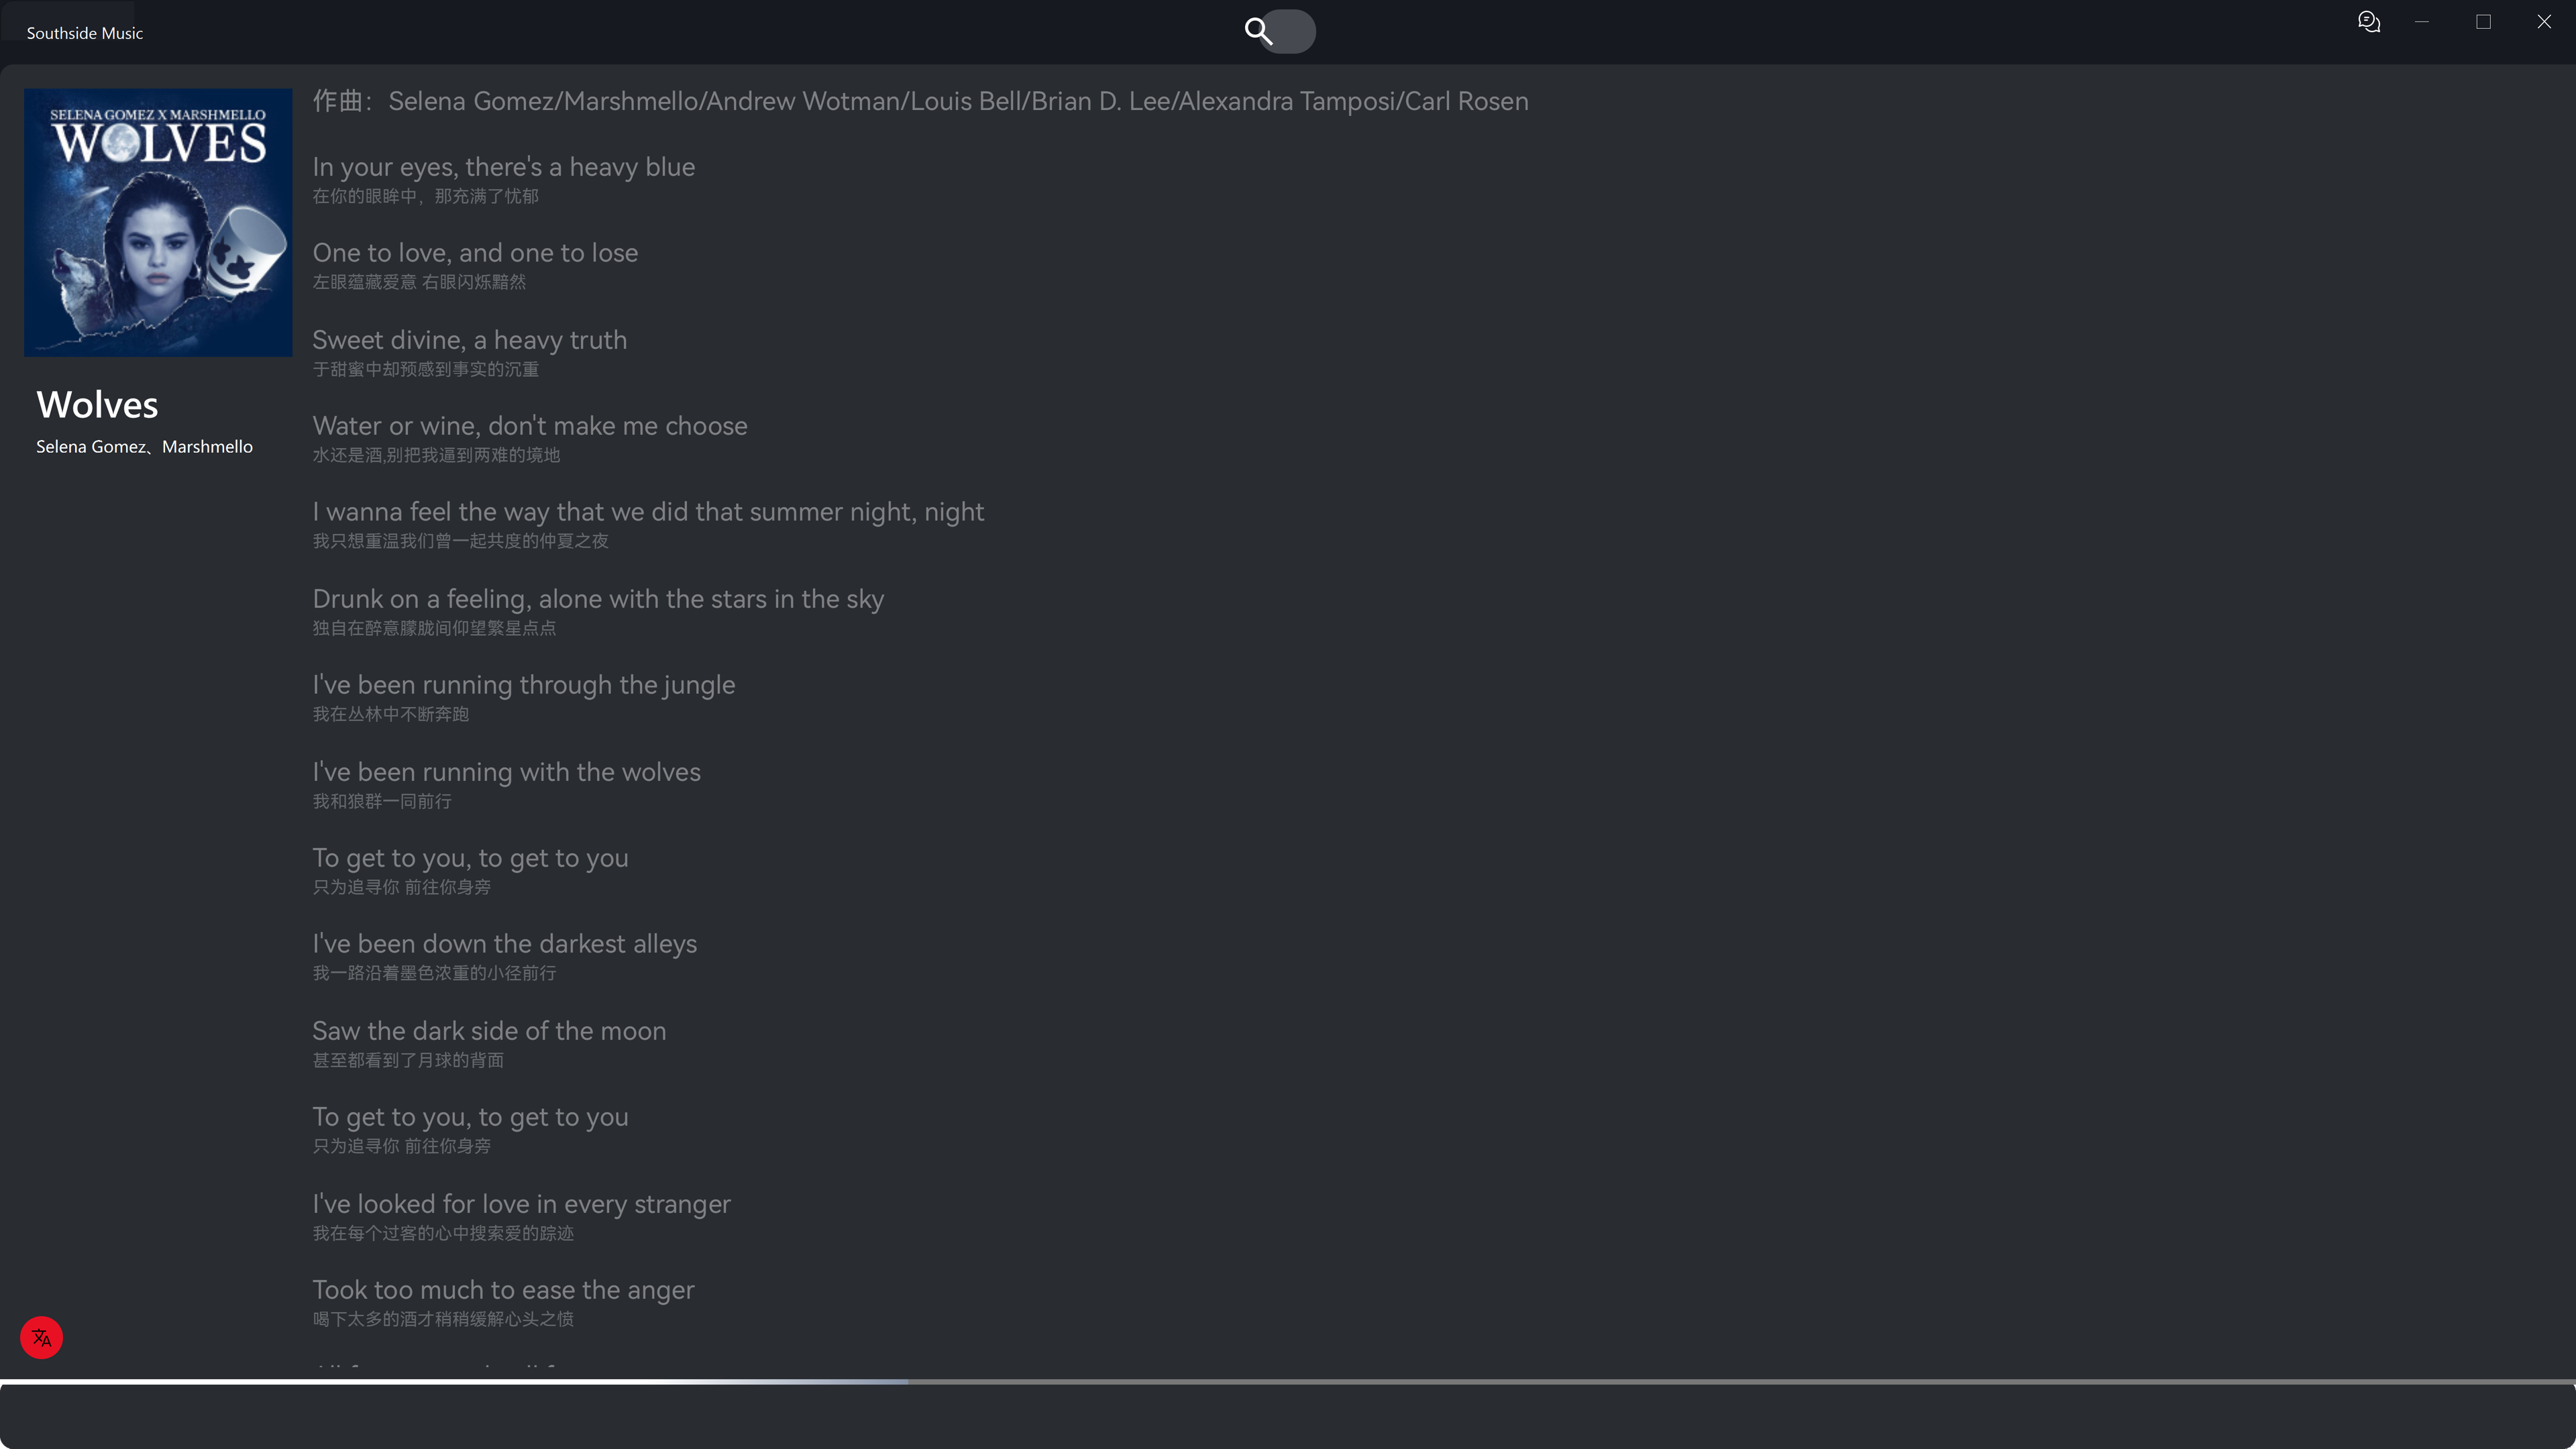 Southside Music
SELENA GOMEZ X MARSHMELLO
WOLVES
Wolves
Selena Gomez、Marshmello
作曲：Selena Gomez/Marshmello/Andrew Wotman/Louis Bell/Brian D. Lee/Alexandra Tamposi/Carl Rosen
In your eyes, there's a heavy blue
在你的眼眸中，那充满了忧郁
One to love, and one to lose
左眼蕴藏爱意 右眼闪烁黯然
Sweet divine, a heavy truth
于甜蜜中却预感到事实的沉重
Water or wine, don't make me choose
水还是酒,别把我逼到两难的境地
I wanna feel the way that we did that summer night, night
我只想重温我们曾一起共度的仲夏之夜
Drunk on a feeling, alone with the stars in the sky
独自在醉意朦胧间仰望繁星点点
I've been running through the jungle
我在丛林中不断奔跑
I've been running with the wolves
我和狼群一同前行
To get to you, to get to you
只为追寻你 前往你身旁
I've been down the darkest alleys
我一路沿着墨色浓重的小径前行
Saw the dark side of the moon
甚至都看到了月球的背面
To get to you, to get to you
只为追寻你 前往你身旁
I've looked for love in every stranger
我在每个过客的心中搜索爱的踪迹
Took too much to ease the anger
喝下太多的酒才稍稍缓解心头之愤